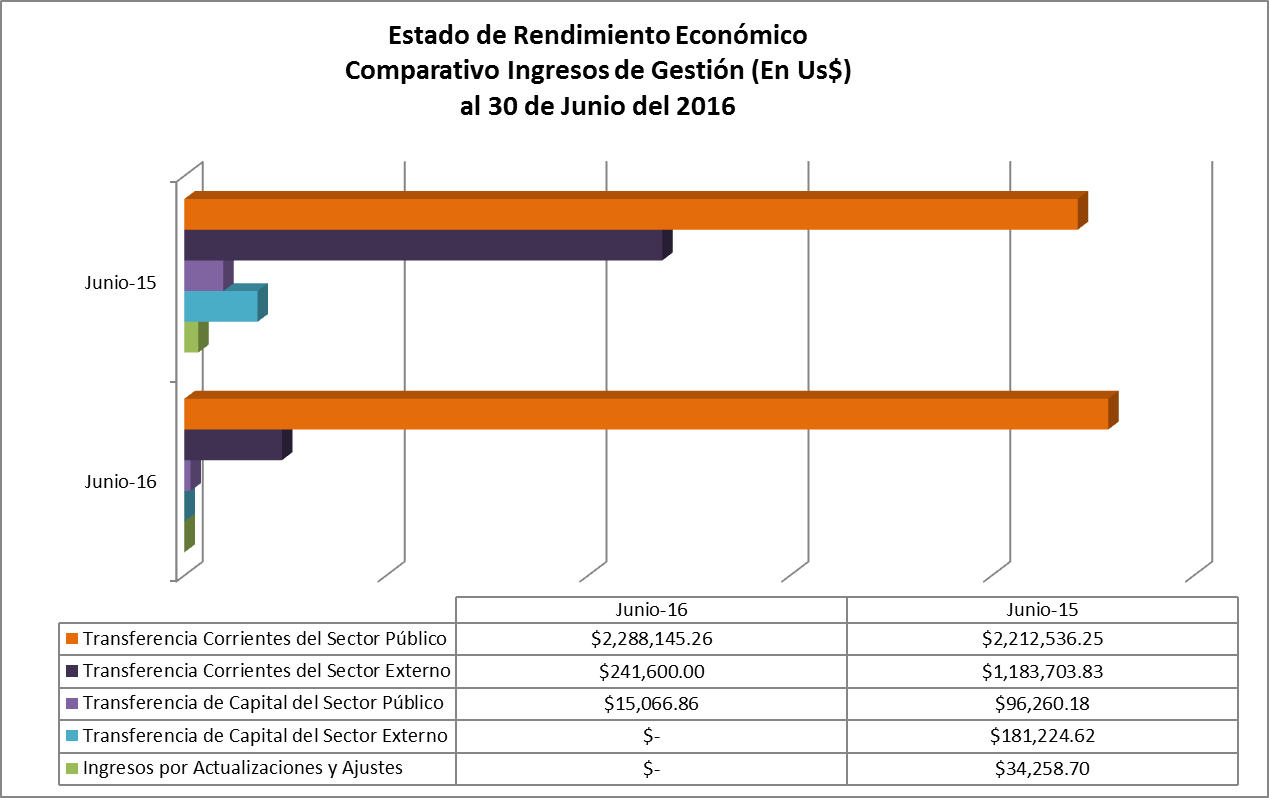 Estado de Rendimiento Económico
Comparativo Ingresos de Gestión (En Us$)
al 30 de Junio del 2016
Junio-15
Junio-16
Junio-16 Junio-15
Transferencia Corrientes del Sector Público $2,288,145.26 $2,212,536.25
Transferencia Corrientes del Sector Externo $241,600.00 $1,183,703.83
Transferencia de Capital del Sector Público $15,066.86 $96,260.18
Transferencia de Capital del Sector Externo $- $181,224.62
Ingresos por Actualizaciones y Ajustes $- $34,258.70